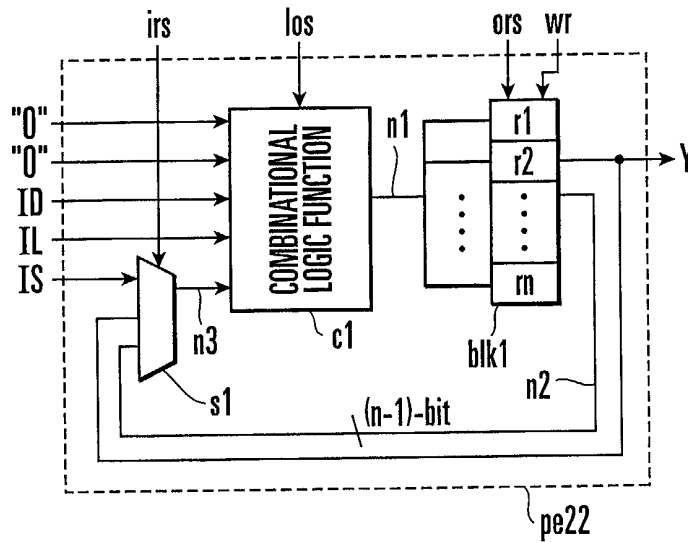 irs
los
ors
wr
"0"
"0"
ID
IL
IS
COMBINATIONAL
LOGIC FUNCTION
n1
r1
r2
rn
Y
n3
c1
blk1
s1
n2
(n-1)-bit
pe22